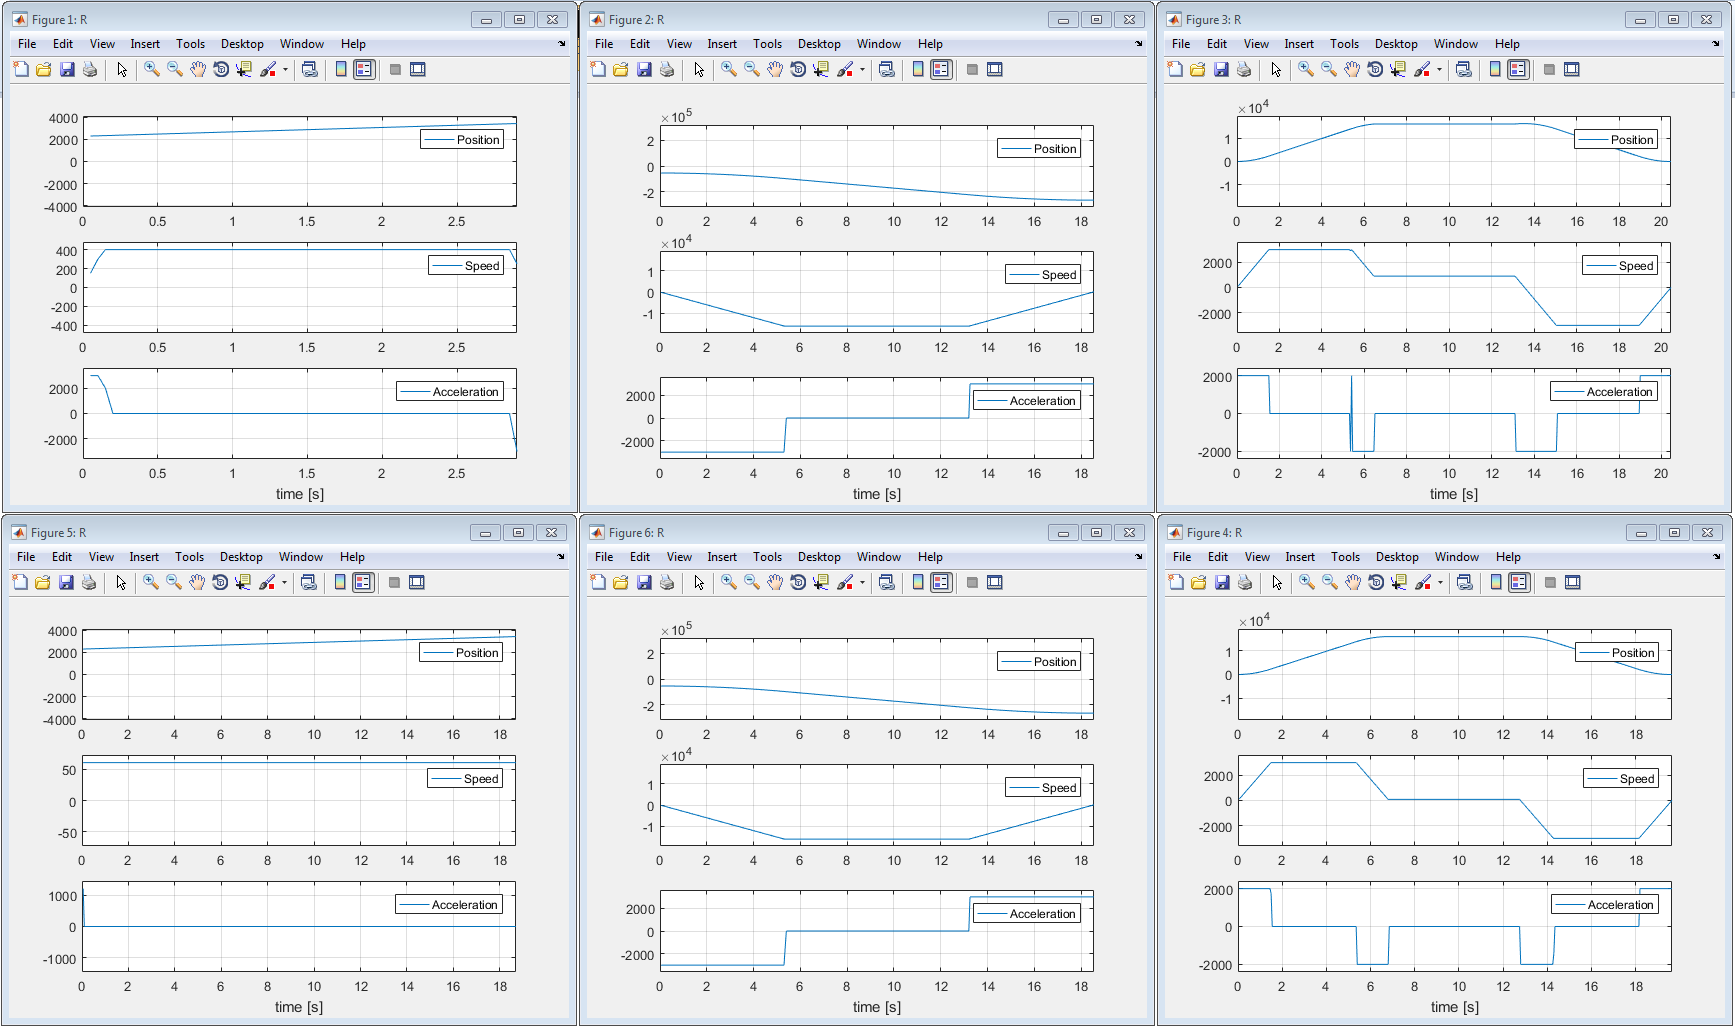 Figure 1: R
File Edit View Insert Tools Desktop Window Help
4000
2000
0
-2000
-4000
Position
0 0.5 1 1.5 2 2.5
400
200
0
-200
-400
Speed
0 0.5 1 1.5 2 2.5
2000
0
-2000
Acceleration
0 0.5 1 1.5 2 2.5
time [s]
Figure 2: R
File Edit View Insert Tools Desktop Window Help
×10^5
2
0
-2
Position
0 2 4 6 8 10 12 14 16 18
×10^4
1
0
-1
Speed
0 2 4 6 8 10 12 14 16 18
2000
0
-2000
Acceleration
0 2 4 6 8 10 12 14 16 18
time [s]
Figure 3: R
File Edit View Insert Tools Desktop Window Help
×10^4
1
0
-1
Position
0 2 4 6 8 10 12 14 16 18 20
2000
0
-2000
Speed
0 2 4 6 8 10 12 14 16 18 20
2000
0
-2000
Acceleration
0 2 4 6 8 10 12 14 16 18 20
time [s]
Figure 5: R
File Edit View Insert Tools Desktop Window Help
4000
2000
0
-2000
-4000
Position
0 2 4 6 8 10 12 14 16 18
50
0
-50
Speed
0 2 4 6 8 10 12 14 16 18
1000
0
-1000
Acceleration
0 2 4 6 8 10 12 14 16 18
time [s]
Figure 6: R
File Edit View Insert Tools Desktop Window Help
×10^5
2
0
-2
Position
0 2 4 6 8 10 12 14 16 18
×10^4
1
0
-1
Speed
0 2 4 6 8 10 12 14 16 18
2000
0
-2000
Acceleration
0 2 4 6 8 10 12 14 16 18
time [s]
Figure 4: R
File Edit View Insert Tools Desktop Window Help
×10^4
1
0
-1
Position
0 2 4 6 8 10 12 14 16 18
2000
0
-2000
Speed
0 2 4 6 8 10 12 14 16 18
2000
0
-2000
Acceleration
0 2 4 6 8 10 12 14 16 18
time [s]